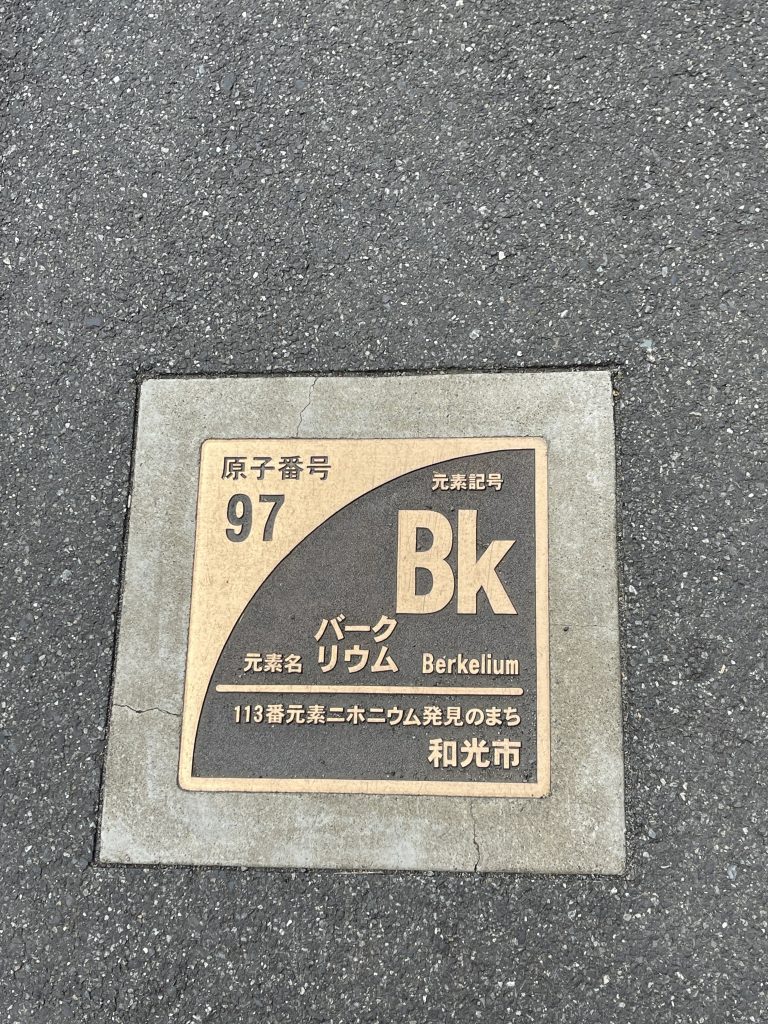 原子番号
97
元素記号
Bk
元素名 バークリウム Berkelium
113番元素ニホニウム発見のまち
和光市